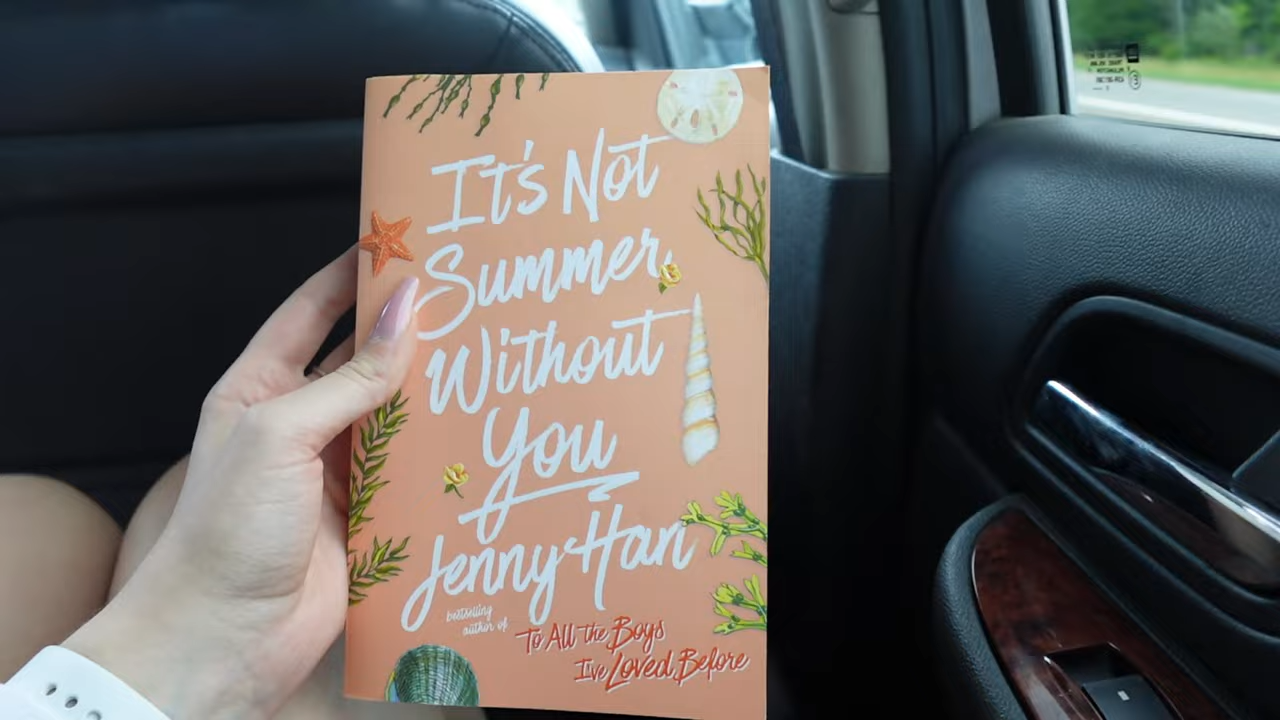 It's Not
Summer
Without
You
Jenny Han
bestselling
author of
To All the Boys
I've Loved Before